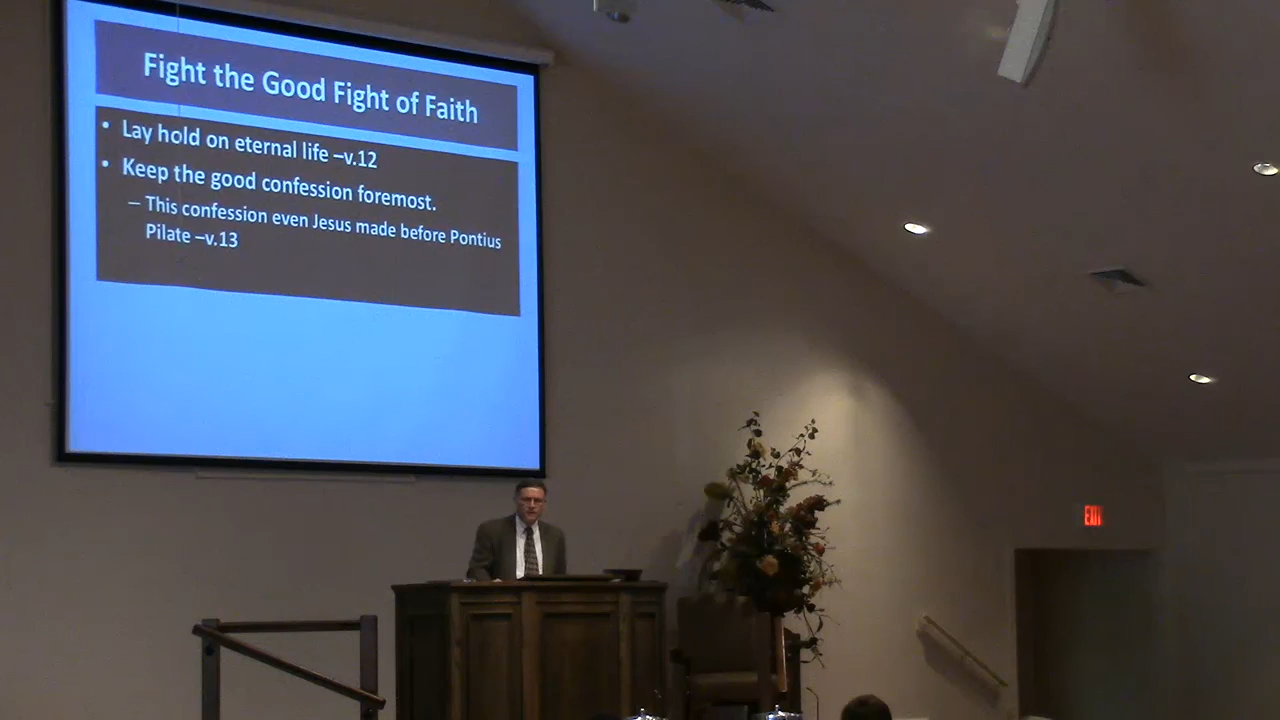 Fight the Good Fight of Faith
• Lay hold on eternal life –v.12
• Keep the good confession foremost.
– This confession even Jesus made before Pontius
Pilate –v.13
EXIT